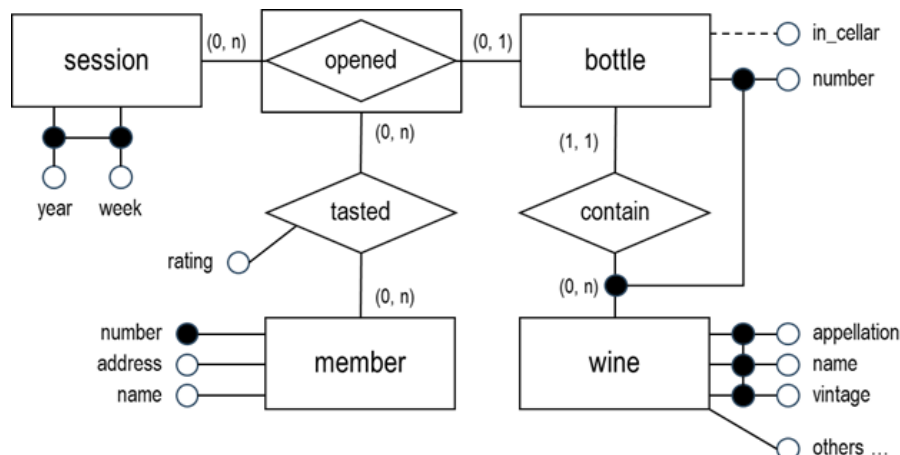 session
(0, n)
opened
(0, 1)
bottle
in_cellar
number
year
week
(0, n)
(1, 1)
tasted
contain
rating
(0, n)
(0, n)
number
address
name
member
wine
appellation
name
vintage
others ...